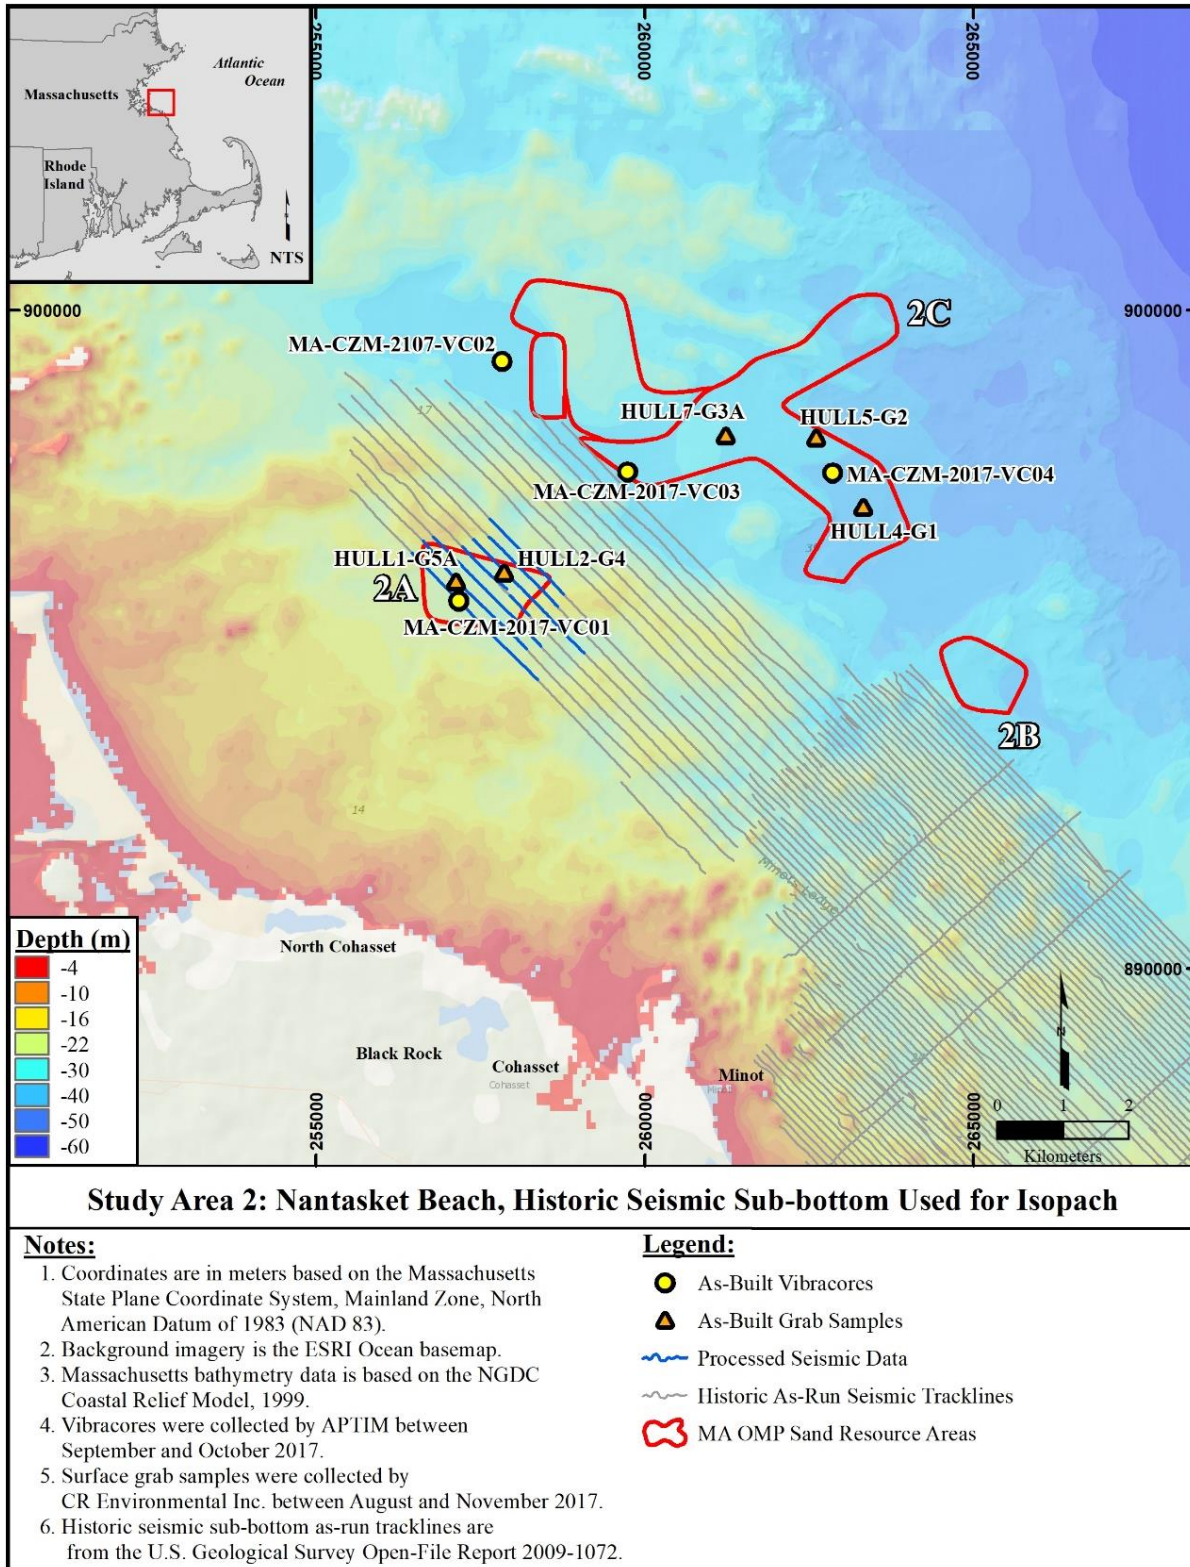 Atlantic
Ocean
Massachusetts
Rhode
Island
NTS
255000
260000
265000
900000
900000
2C
MA-CZM-2107-VC02
17
HULL7-G3A
HULL5-G2
MA-CZM-2017-VC03
MA-CZM-2017-VC04
HULL4-G1
HULL1-G5A
HULL2-G4
2A
MA-CZM-2017-VC01
2B
14
Minots Ledge
Depth (m)
-4
-10
-16
-22
-30
-40
-50
-60
North Cohasset
890000
Black Rock
Cohasset
Cohasset
Minot
255000
260000
265000
0 1 2
Kilometers
Study Area 2: Nantasket Beach, Historic Seismic Sub-bottom Used for Isopach
Notes:
1. Coordinates are in meters based on the Massachusetts
State Plane Coordinate System, Mainland Zone, North
American Datum of 1983 (NAD 83).
2. Background imagery is the ESRI Ocean basemap.
3. Massachusetts bathymetry data is based on the NGDC
Coastal Relief Model, 1999.
4. Vibracores were collected by APTIM between
September and October 2017.
5. Surface grab samples were collected by
CR Environmental Inc. between August and November 2017.
6. Historic seismic sub-bottom as-run tracklines are
from the U.S. Geological Survey Open-File Report 2009-1072.
Legend:
As-Built Vibracores
As-Built Grab Samples
Processed Seismic Data
Historic As-Run Seismic Tracklines
MA OMP Sand Resource Areas